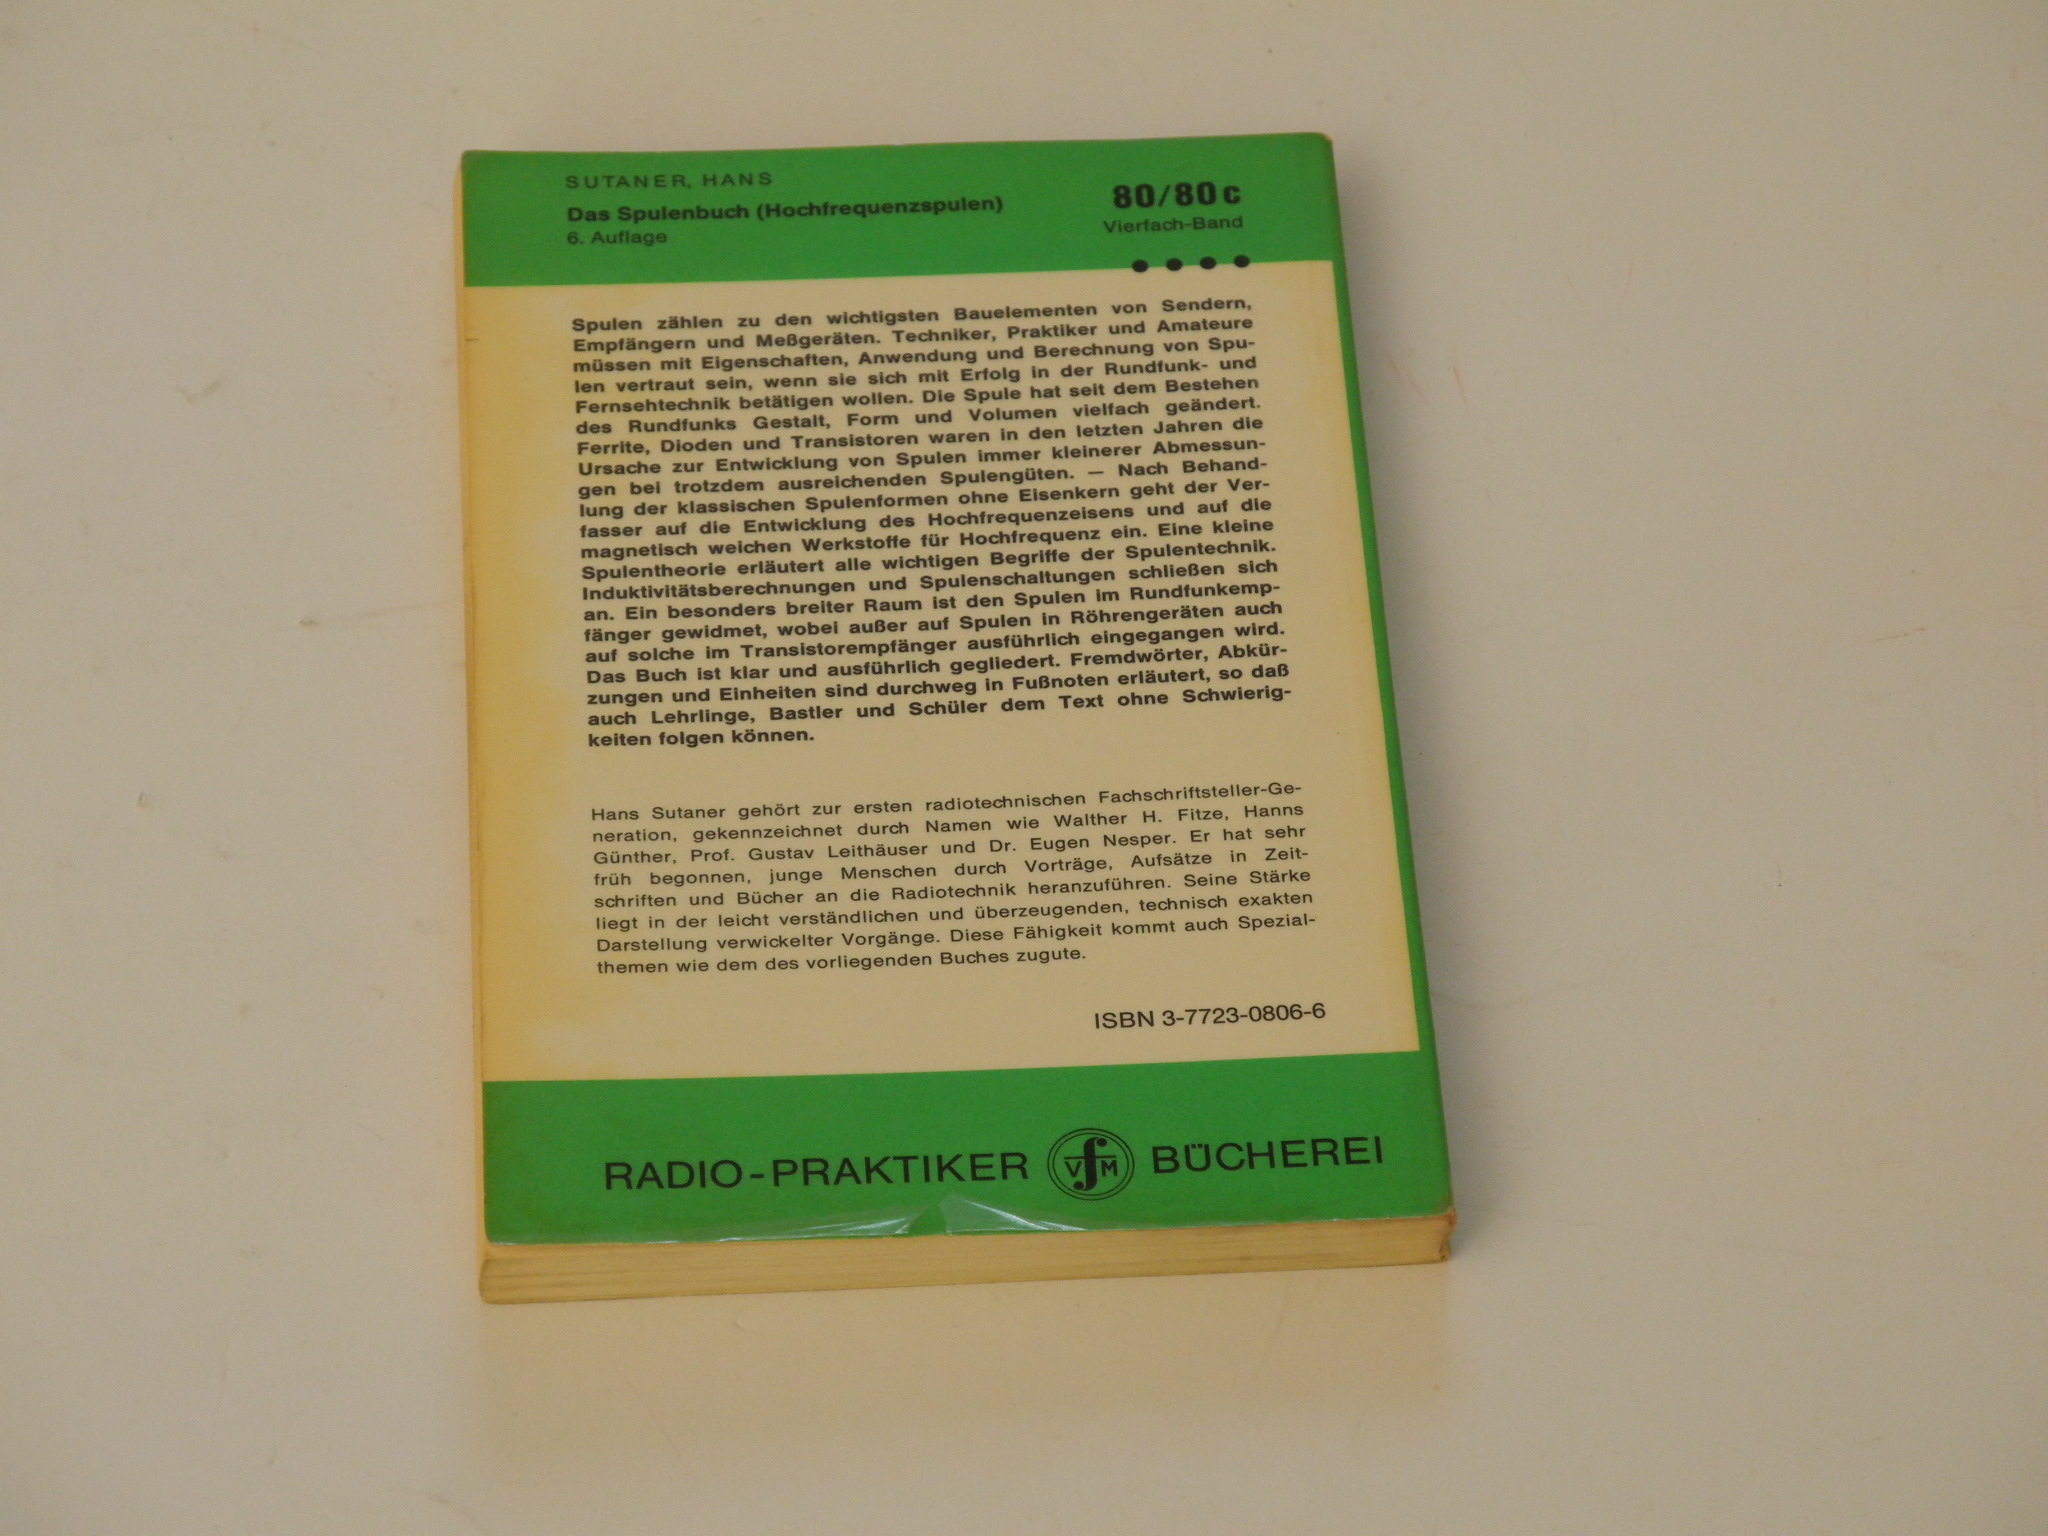 SUTANER, HANS
Das Spulenbuch (Hochfrequenzspulen)
6. Auflage
80/80c
Vierfach-Band
Spulen zählen zu den wichtigsten Bauelementen von Sendern,
Empfängern und Meßgeräten. Techniker, Praktiker und Amateure
müssen mit Eigenschaften, Anwendung und Berechnung von Spu-
len vertraut sein, wenn sie sich mit Erfolg in der Rundfunk- und
Fernsehtechnik betätigen wollen. Die Spule hat seit dem Bestehen
des Rundfunks Gestalt, Form und Volumen vielfach geändert.
Ferrite, Dioden und Transistoren waren in den letzten Jahren die
Ursache zur Entwicklung von Spulen immer kleinerer Abmessun-
gen bei trotzdem ausreichenden Spulengüten. — Nach Behand-
lung der klassischen Spulenformen ohne Eisenkern geht der Ver-
fasser auf die Entwicklung des Hochfrequenzeisens und auf die
magnetisch weichen Werkstoffe für Hochfrequenz ein. Eine kleine
Spulentheorie erläutert alle wichtigen Begriffe der Spulentechnik.
Induktivitätsberechnungen und Spulenschaltungen schließen sich
an. Ein besonders breiter Raum ist den Spulen im Rundfunkemp-
fänger gewidmet, wobei außer auf Spulen in Röhrengeräten auch
auf solche im Transistorempfänger ausführlich eingegangen wird.
Das Buch ist klar und ausführlich gegliedert. Fremdwörter, Abkür-
zungen und Einheiten sind durchweg in Fußnoten erläutert, so daß
auch Lehrlinge, Bastler und Schüler dem Text ohne Schwierig-
keiten folgen können.
Hans Sutaner gehört zur ersten radiotechnischen Fachschriftsteller-Ge-
neration, gekennzeichnet durch Namen wie Walther H. Fitze, Hanns
Günther, Prof. Gustav Leithäuser und Dr. Eugen Nesper. Er hat sehr
früh begonnen, junge Menschen durch Vorträge, Aufsätze in Zeit-
schriften und Bücher an die Radiotechnik heranzuführen. Seine Stärke
liegt in der leicht verständlichen und überzeugenden, technisch exakten
Darstellung verwickelter Vorgänge. Diese Fähigkeit kommt auch Spezial-
themen wie dem des vorliegenden Buches zugute.
ISBN 3-7723-0806-6
RADIO-PRAKTIKER VfM BÜCHEREI